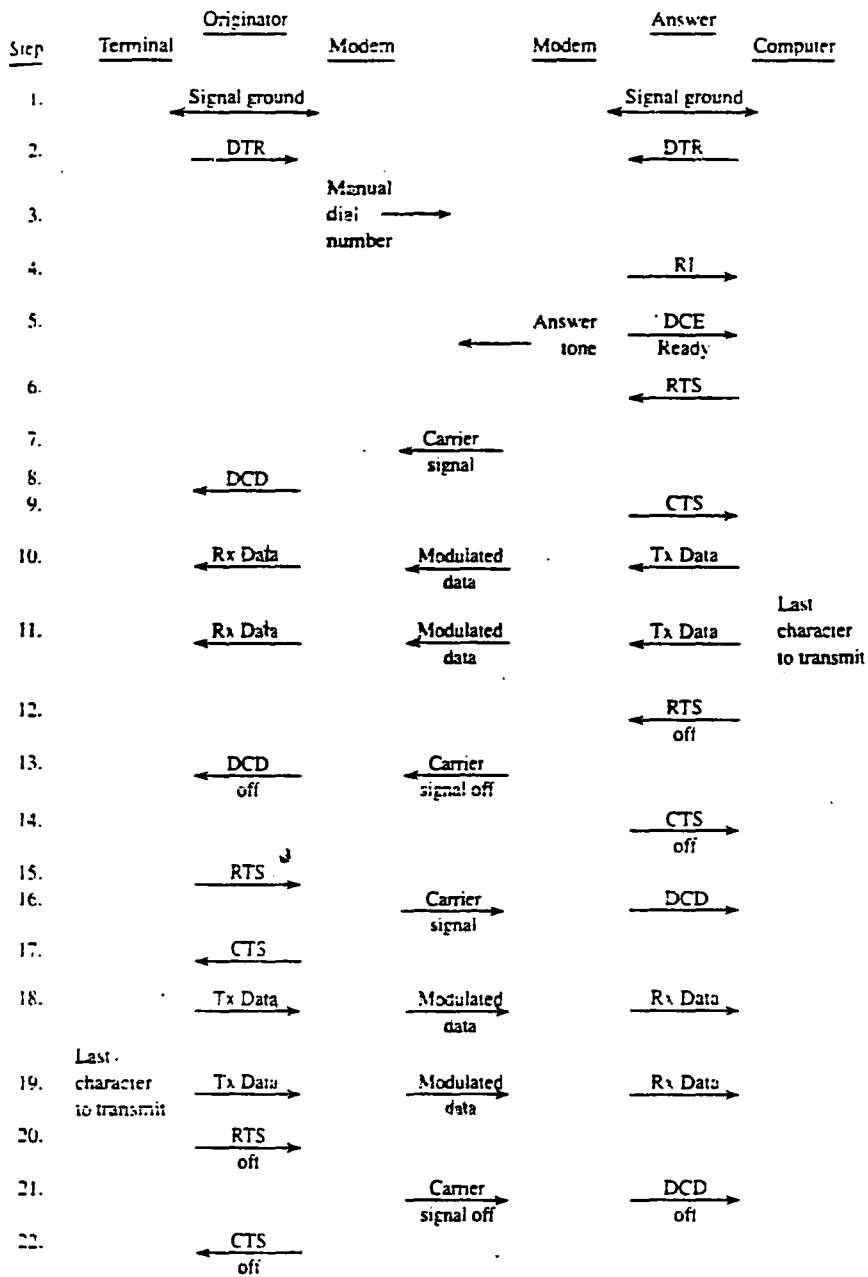 Originator Answer
Step Terminal Modem Modem Computer
1. Signal ground Signal ground
2. DTR DTR
3. Manual dial number
4. RI
5. Answer tone DCE Ready
6. RTS
7. Carrier signal
8. DCD
9. CTS
10. Rx Data Modulated data Tx Data
11. Rx Data Modulated data Tx Data Last character to transmit
12. RTS off
13. DCD off Carrier signal off
14. CTS off
15. RTS
16. Carrier signal DCD
17. CTS
18. Tx Data Modulated data Rx Data
19. Last character to transmit Tx Data Modulated data Rx Data
20. RTS off
21. Carrier signal off DCD off
22. CTS off